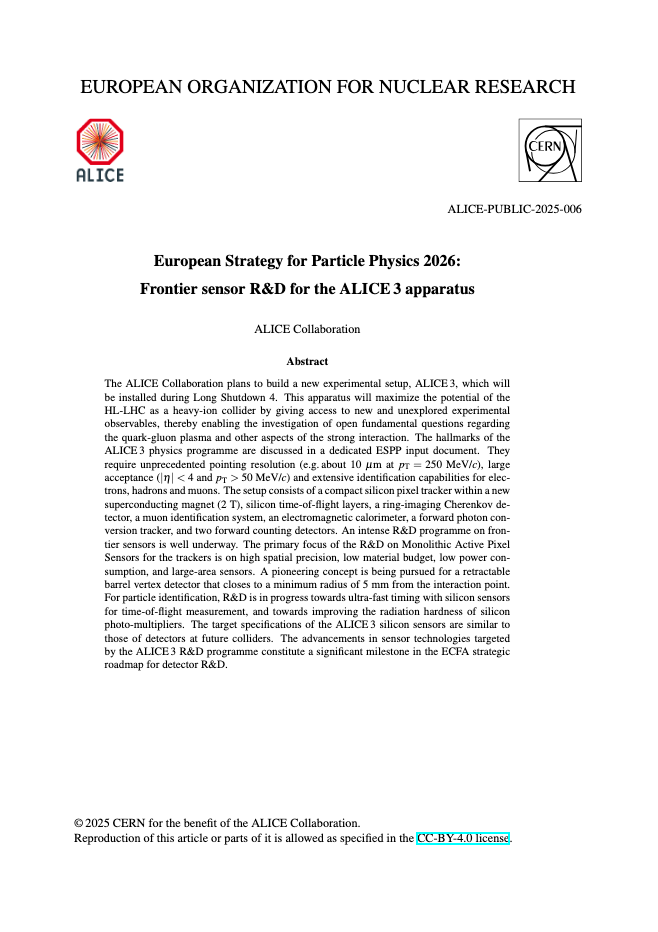 EUROPEAN ORGANIZATION FOR NUCLEAR RESEARCH
ALICE
CERN
ALICE-PUBLIC-2025-006
European Strategy for Particle Physics 2026:
Frontier sensor R&D for the ALICE 3 apparatus
ALICE Collaboration
Abstract
The ALICE Collaboration plans to build a new experimental setup, ALICE 3, which will
be installed during Long Shutdown 4. This apparatus will maximize the potential of the
HL-LHC as a heavy-ion collider by giving access to new and unexplored experimental
observables, thereby enabling the investigation of open fundamental questions regarding
the quark-gluon plasma and other aspects of the strong interaction. The hallmarks of the
ALICE 3 physics programme are discussed in a dedicated ESPP input document. They
require unprecedented pointing resolution (e.g. about 10 μm at pT = 250 MeV/c), large
acceptance (|η| < 4 and pT > 50 MeV/c) and extensive identification capabilities for elec-
trons, hadrons and muons. The setup consists of a compact silicon pixel tracker within a new
superconducting magnet (2 T), silicon time-of-flight layers, a ring-imaging Cherenkov de-
tector, a muon identification system, an electromagnetic calorimeter, a forward photon con-
version tracker, and two forward counting detectors. An intense R&D programme on fron-
tier sensors is well underway. The primary focus of the R&D on Monolithic Active Pixel
Sensors for the trackers is on high spatial precision, low material budget, low power con-
sumption, and large-area sensors. A pioneering concept is being pursued for a retractable
barrel vertex detector that closes to a minimum radius of 5 mm from the interaction point.
For particle identification, R&D is in progress towards ultra-fast timing with silicon sensors
for time-of-flight measurement, and towards improving the radiation hardness of silicon
photo-multipliers. The target specifications of the ALICE 3 silicon sensors are similar to
those of detectors at future colliders. The advancements in sensor technologies targeted
by the ALICE 3 R&D programme constitute a significant milestone in the ECFA strategic
roadmap for detector R&D.
© 2025 CERN for the benefit of the ALICE Collaboration.
Reproduction of this article or parts of it is allowed as specified in the CC-BY-4.0 license.